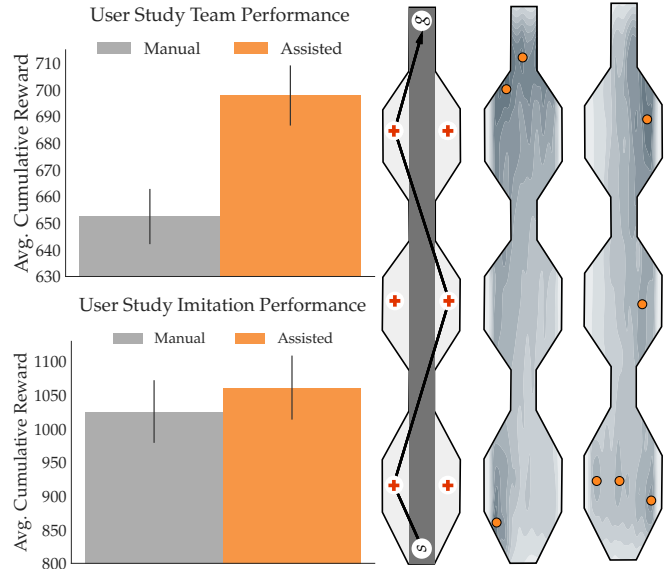 User Study Team Performance
Manual
Assisted
Avg. Cumulative Reward
710
700
690
680
670
660
650
640
630
User Study Imitation Performance
Manual
Assisted
Avg. Cumulative Reward
1100
1050
1000
950
900
850
800
g
s